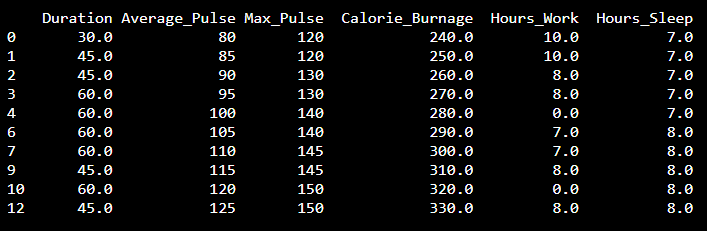 Duration Average_Pulse Max_Pulse Calorie_Burnage Hours_Work Hours_Sleep
0 30.0 80 120 240.0 10.0 7.0
1 45.0 85 120 250.0 10.0 7.0
2 45.0 90 130 260.0 8.0 7.0
3 60.0 95 130 270.0 8.0 7.0
4 60.0 100 140 280.0 0.0 7.0
6 60.0 105 140 290.0 7.0 8.0
7 60.0 110 145 300.0 7.0 8.0
9 45.0 115 145 310.0 8.0 8.0
10 60.0 120 150 320.0 0.0 8.0
12 45.0 125 150 330.0 8.0 8.0